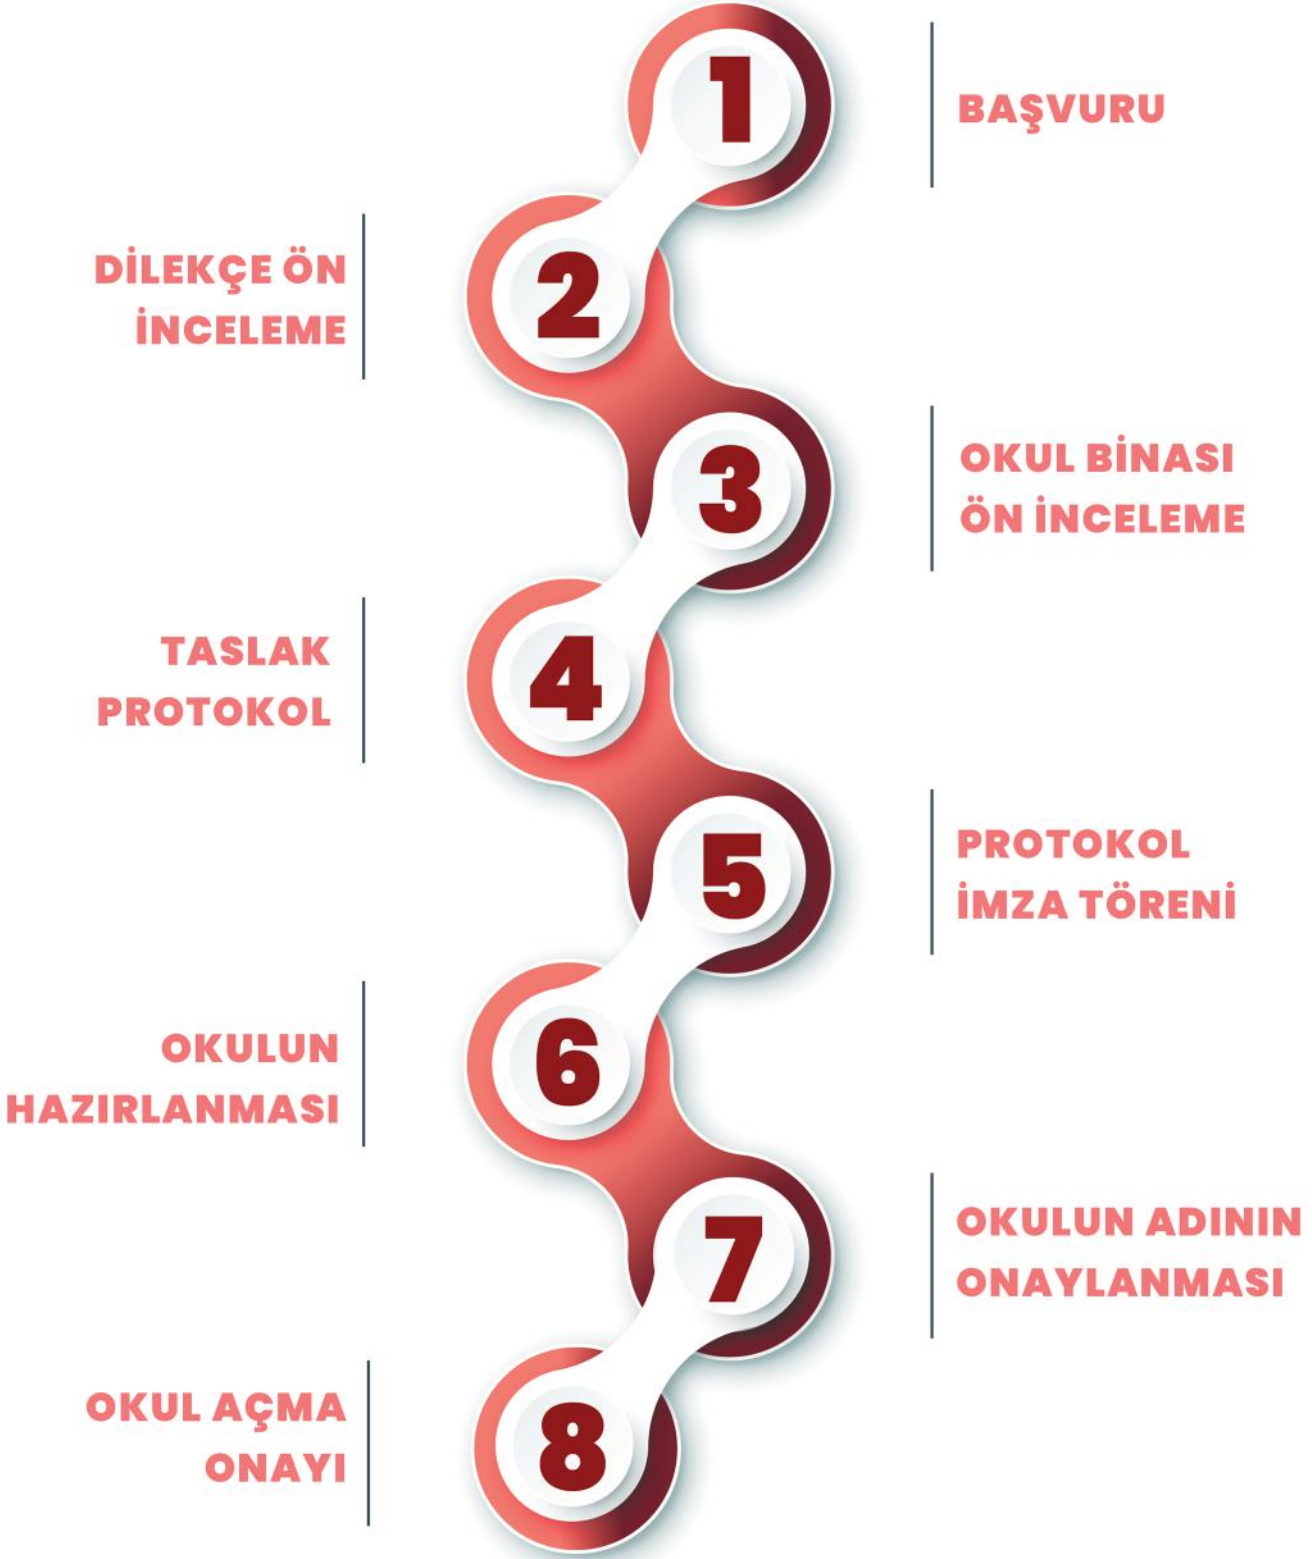 1
BAŞVURU
2
DİLEKÇE ÖN
İNCELEME
3
OKUL BİNASI
ÖN İNCELEME
4
TASLAK
PROTOKOL
5
PROTOKOL
İMZA TÖRENİ
6
OKULUN
HAZIRLANMASI
7
OKULUN ADININ
ONAYLANMASI
8
OKUL AÇMA
ONAYI